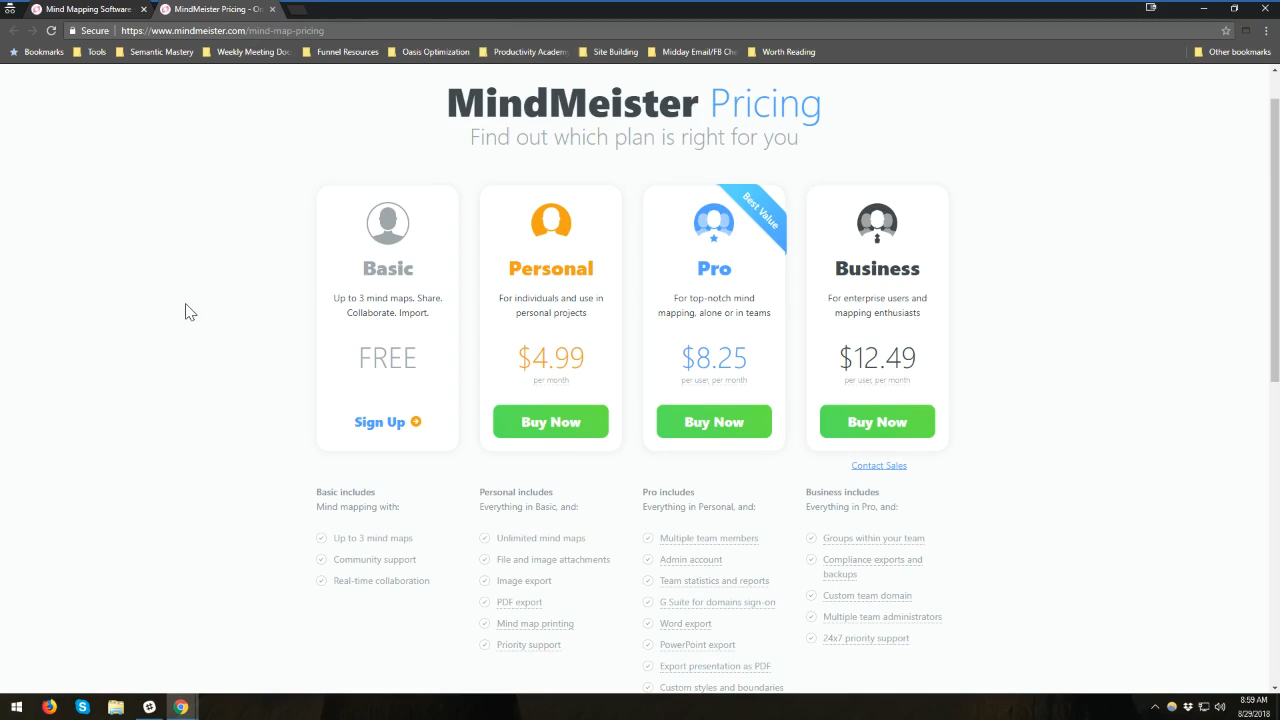 Mind Mapping Software
MindMeister Pricing - On
Secure
https://www.mindmeister.com/mind-map-pricing
Bookmarks
Tools
Semantic Mastery
Weekly Meeting Doc
Funnel Resources
Oasis Optimization
Productivity Academ
Site Building
Midday Email/FB Che
Worth Reading
Other bookmarks
MindMeister Pricing
Find out which plan is right for you
Basic
Up to 3 mind maps. Share.
Collaborate. Import.
FREE
Sign Up
Personal
For individuals and use in
personal projects
$4.99
per month
Buy Now
Best Value
Pro
For top-notch mind
mapping, alone or in teams
$8.25
per user, per month
Buy Now
Business
For enterprise users and
mapping enthusiasts
$12.49
per user, per month
Buy Now
Contact Sales
Basic includes
Mind mapping with:
Up to 3 mind maps
Community support
Real-time collaboration
Personal includes
Everything in Basic, and:
Unlimited mind maps
File and image attachments
Image export
PDF export
Mind map printing
Priority support
Pro includes
Everything in Personal, and:
Multiple team members
Admin account
Team statistics and reports
G Suite for domains sign-on
Word export
PowerPoint export
Export presentation as PDF
Custom styles and boundaries
Business includes
Everything in Pro, and:
Groups within your team
Compliance exports and
backups
Custom team domain
Multiple team administrators
24x7 priority support
8:59 AM
8/29/2018